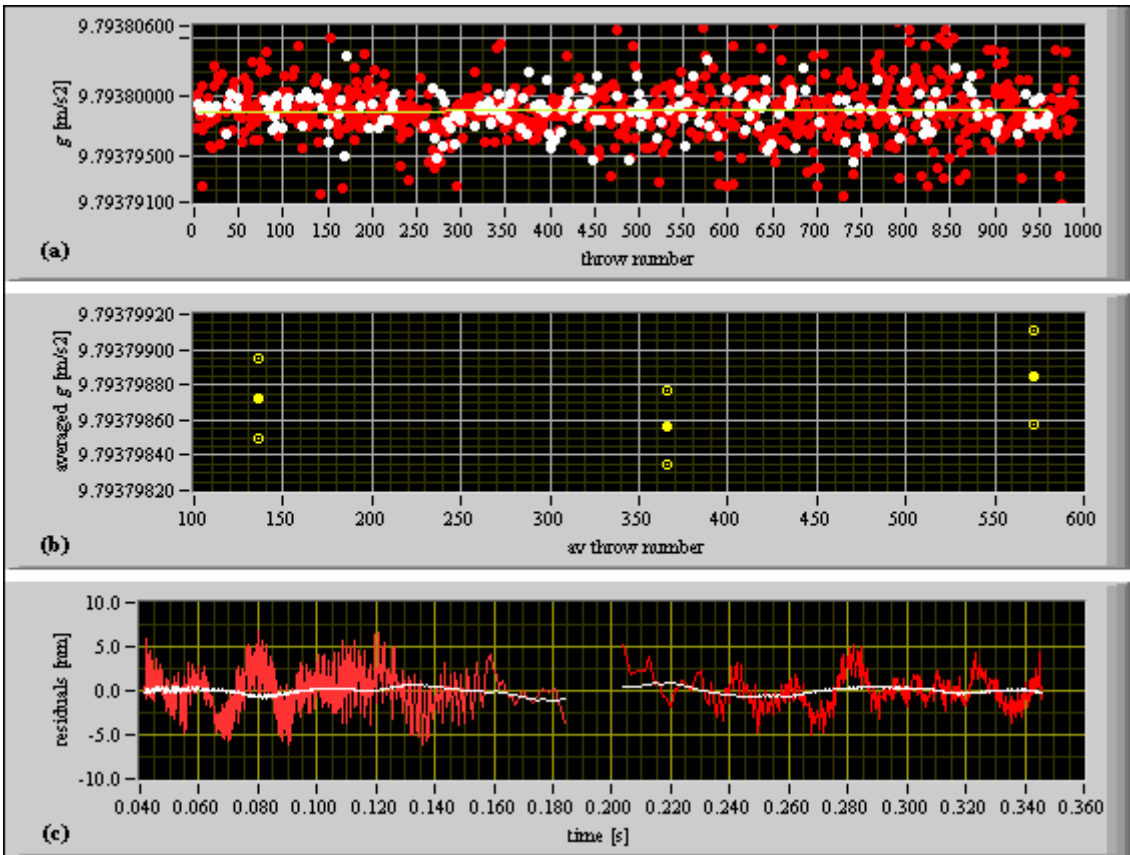 9.79380600
9.79380000
9.79379500
9.79379100
g [m/s2]
0 50 100 150 200 250 300 350 400 450 500 550 600 650 700 750 800 850 900 950 1000
throw number
(a)
9.79379920
9.79379900
9.79379880
9.79379860
9.79379840
9.79379820
averaged g [m/s2]
100 150 200 250 300 350 400 450 500 550 600
av throw number
(b)
10.0
5.0
0.0
-5.0
-10.0
residuals [nm]
0.040 0.060 0.080 0.100 0.120 0.140 0.160 0.180 0.200 0.220 0.240 0.260 0.280 0.300 0.320 0.340 0.360
time [s]
(c)